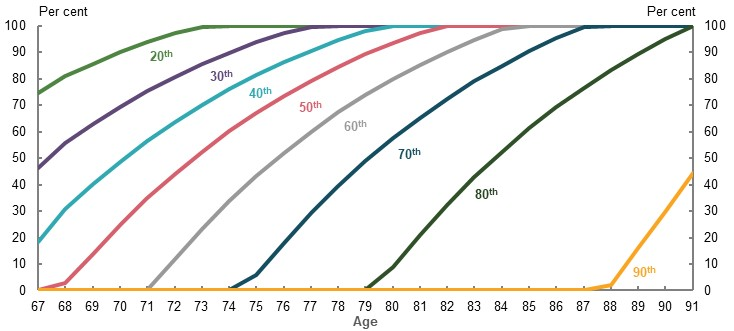 Per cent Per cent
100 100
90 90
80 80
70 70
60 60
50 50
40 40
30 30
20 20
10 10
0 0
20th
30th
40th
50th
60th
70th
80th
90th
67 68 69 70 71 72 73 74 75 76 77 78 79 80 81 82 83 84 85 86 87 88 89 90 91
Age